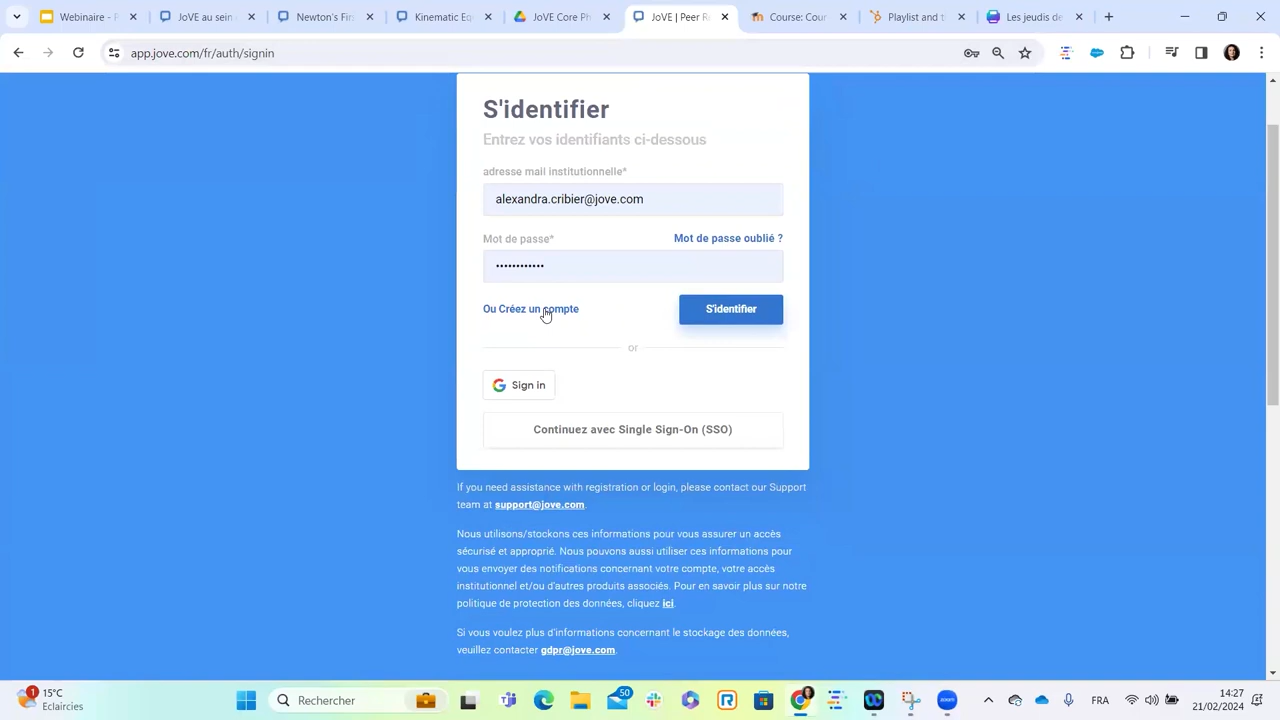 JoVE au sein d
Newton's Firs
Kinematic Eq
JoVE | Peer R
Course: Cour
Playlist and t
Les jeudis de
app.jove.com/fr/auth/signin
S'identifier
Entrez vos identifiants ci-dessous
adresse mail institutionnelle*
alexandra.cribier@jove.com
Mot de passe* Mot de passe oublié ?
••••••••••••
Ou Créez un compte S'identifier
or
Sign in
Continuez avec Single Sign-On (SSO)
If you need assistance with registration or login, please contact our Support
team at support@jove.com.
Nous utilisons/stockons ces informations pour vous assurer un accès
sécurisé et approprié. Nous pouvons aussi utiliser ces informations pour
vous envoyer des notifications concernant votre compte, votre accès
institutionnel et/ou d'autres produits associés. Pour en savoir plus sur notre
politique de protection des données, cliquez ici.
Si vous voulez plus d'informations concernant le stockage des données,
veuillez contacter gdpr@jove.com.
1 15°C
Eclaircies
Rechercher
50
FRA
14:27
21/02/2024